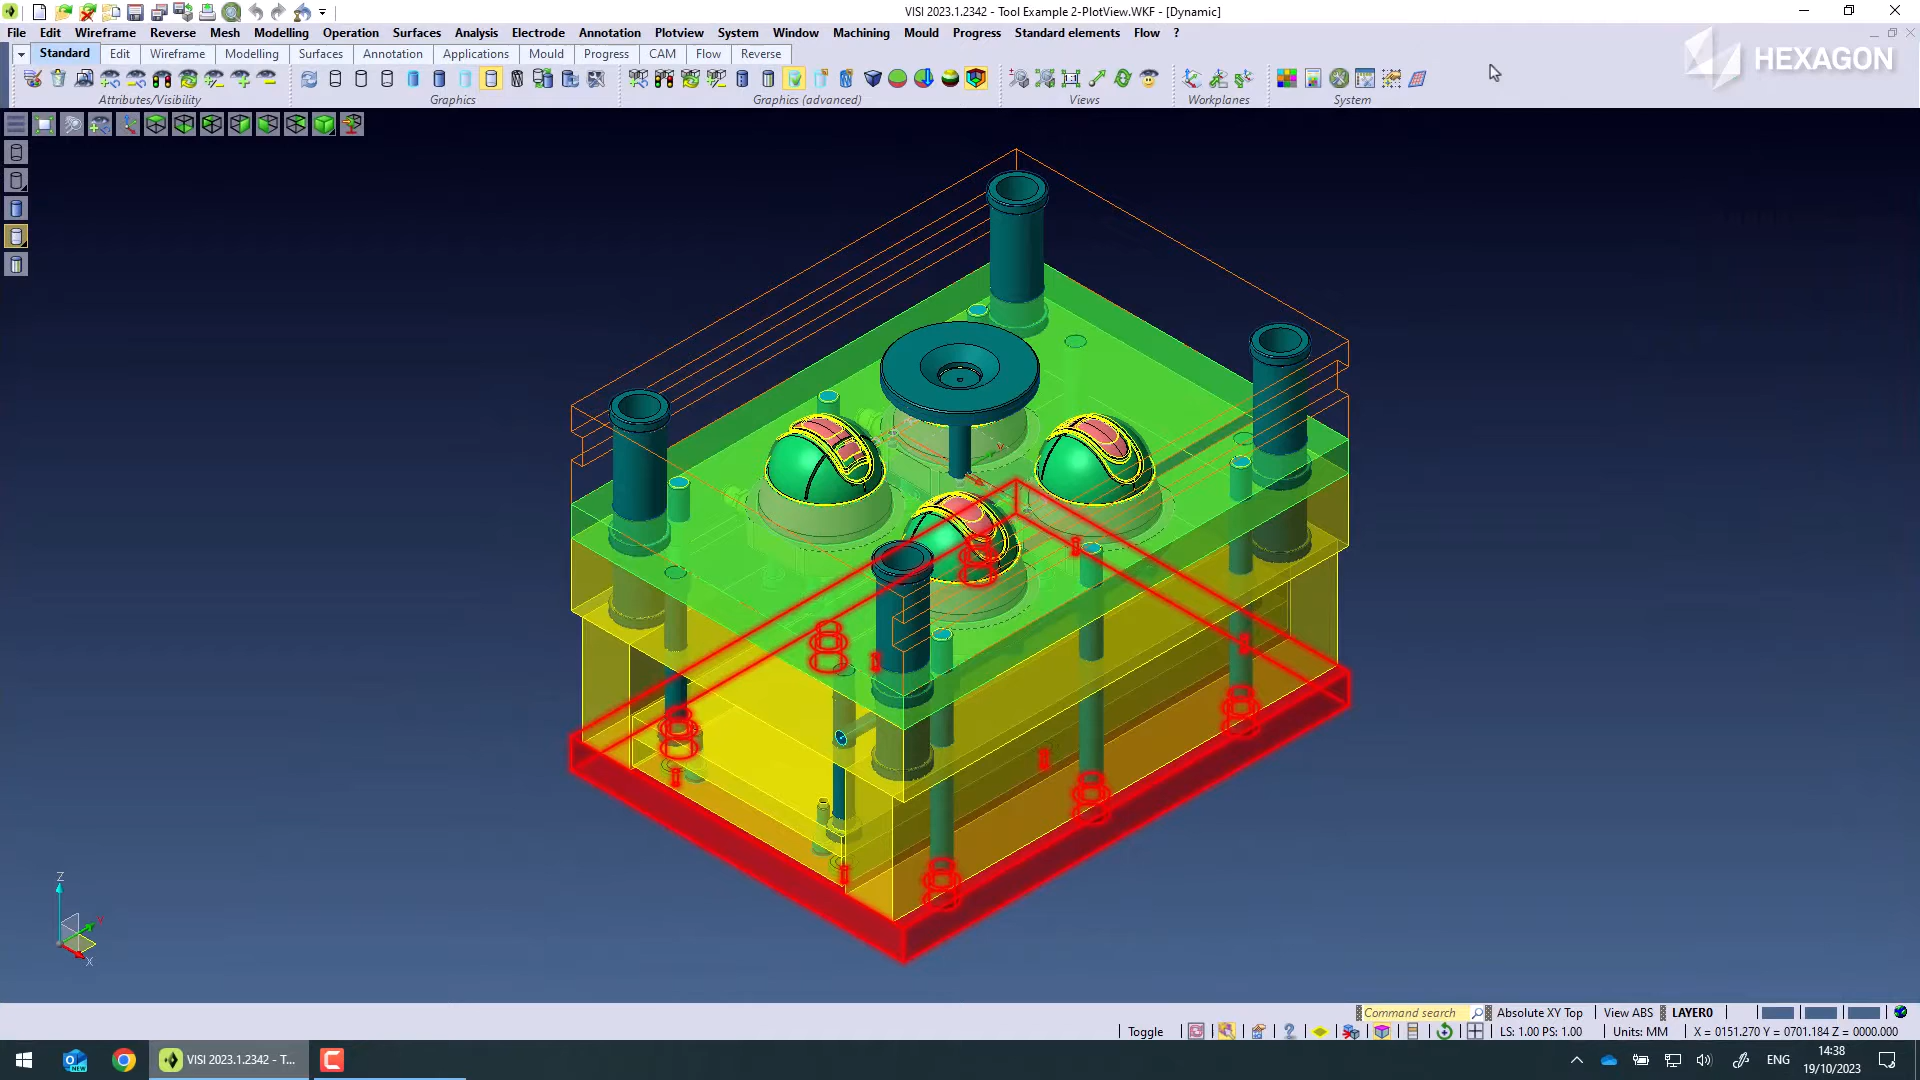 VISI 2023.1.2342 - Tool Example 2-PlotView.WKF - [Dynamic]
File Edit Wireframe Reverse Mesh Modelling Operation Surfaces Analysis Electrode Annotation Plotview System Window Machining Mould Progress Standard elements Flow ?
Standard Edit Wireframe Modelling Surfaces Annotation Applications Mould Progress CAM Flow Reverse
HEXAGON
Attributes/Visibility Graphics Graphics (advanced) Views Workplanes System
Z
X
Command search Absolute XY Top View ABS LAYER0
Toggle LS: 1.00 PS: 1.00 Units: MM X = 0151.270 Y = 0701.184 Z = 0000.000
VISI 2023.1.2342 - T... ENG 14:38
19/10/2023